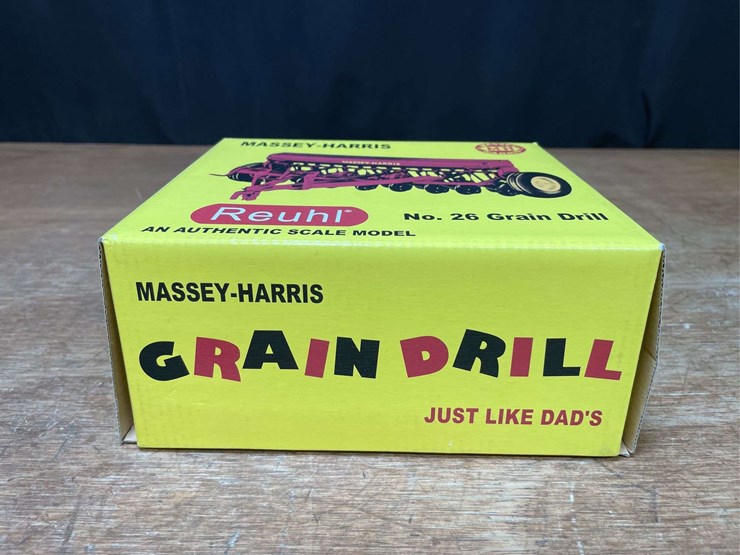 MASSEY-HARRIS
MASSEY-HARRIS
Reuhl
No. 26 Grain Drill
AN AUTHENTIC SCALE MODEL
MASSEY-HARRIS
GRAIN DRILL
JUST LIKE DAD'S